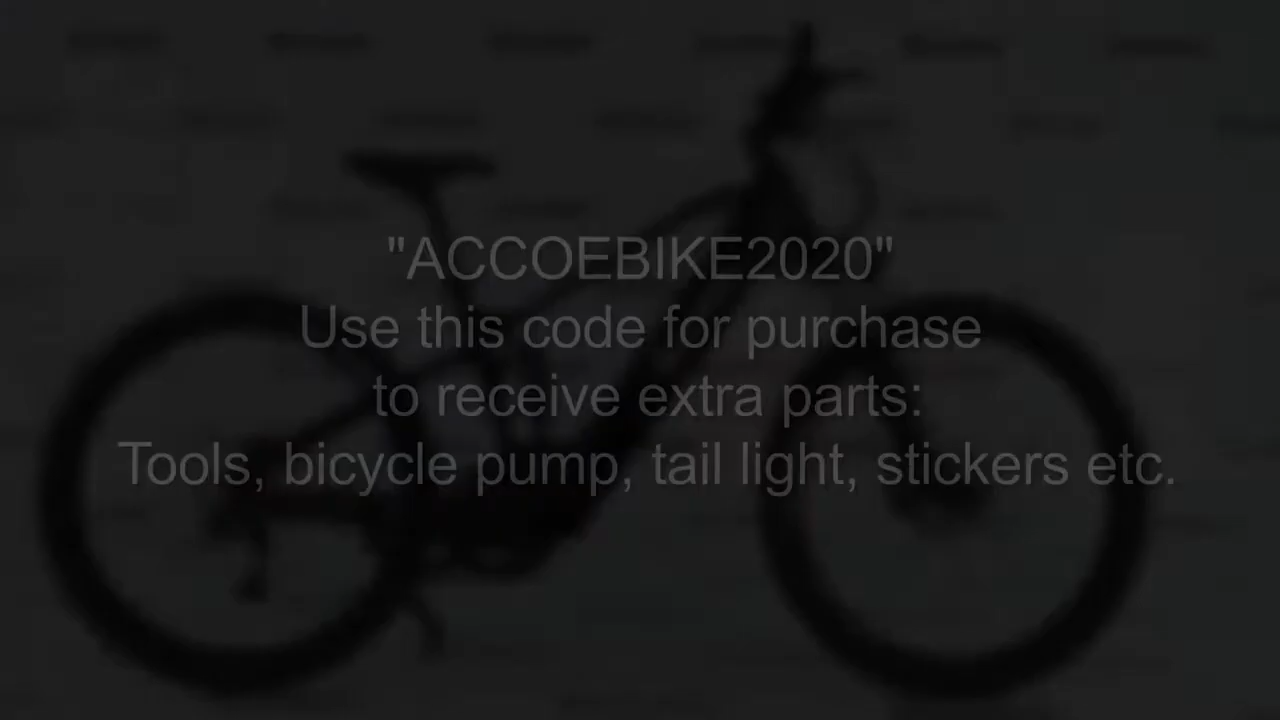 "ACCOEBIKE2020"
Use this code for purchase
to receive extra parts:
Tools, bicycle pump, tail light, stickers etc.